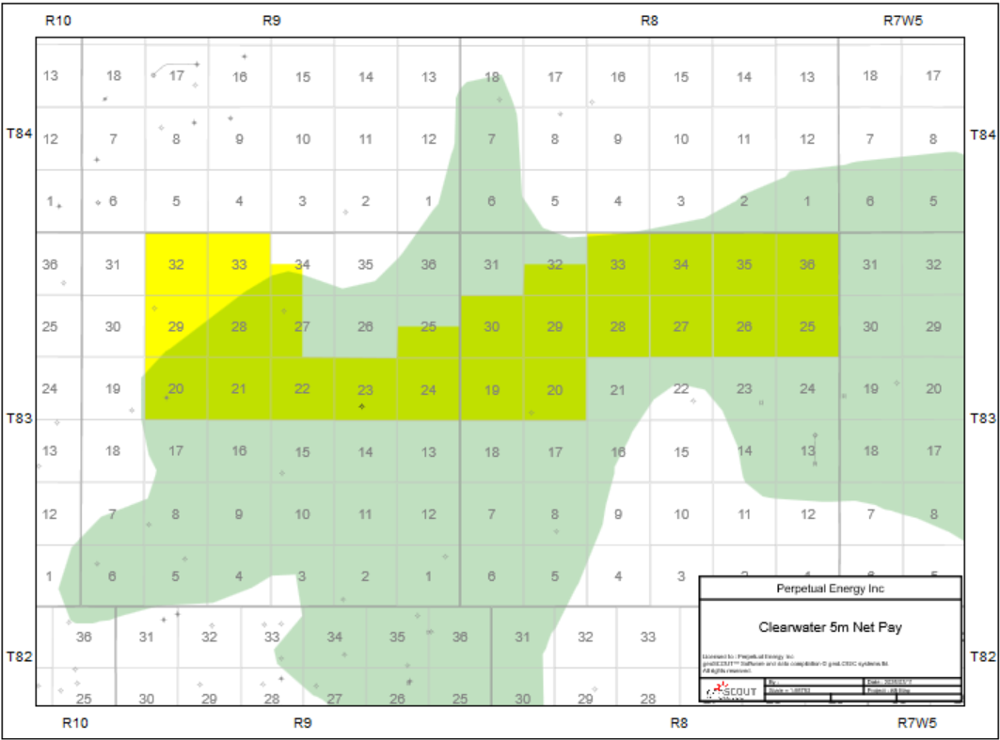 R10 R9 R8 R7W5
13 18 17 16 15 14 13 18 17 16 15 14 13 18 17
T84 T84
12 7 8 9 10 11 12 7 8 9 10 11 12 7 8
1 6 5 4 3 2 1 6 5 4 3 2 1 6 5
36 31 32 33 34 35 36 31 32 33 34 35 36 31 32
25 30 29 28 27 26 25 30 29 28 27 26 25 30 29
24 19 20 21 22 23 24 19 20 21 22 23 24 19 20
T83 T83
13 18 17 16 15 14 13 18 17 16 15 14 13 18 17
12 7 8 9 10 11 12 7 8 9 10 11 12 7 8
1 6 5 4 3 2 1 6 5 4 3
Perpetual Energy Inc
Clearwater 5m Net Pay
36 31 32 33 34 35 36 31 32 33
T82 T82
Licensed to : Perpetual Energy Inc.
All rights reserved.
SCOUT
25 30 29 28 27 26 25 30 29 28
R10 R9 R8 R7W5